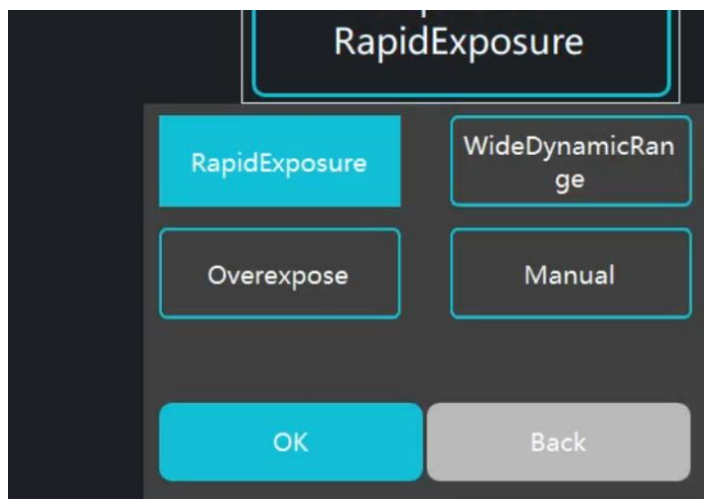 RapidExposure
RapidExposure
WideDynamicRan
ge
Overexpose
Manual
OK
Back